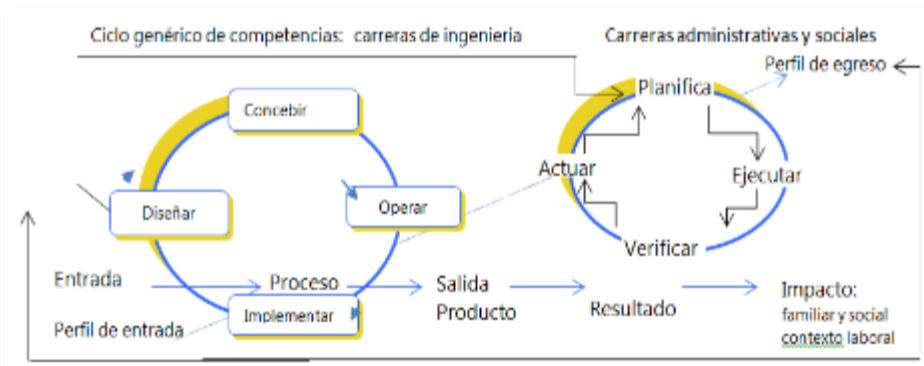 Ciclo genérico de competencias: carreras de ingeniería
Carreras administrativas y sociales
Perfil de egreso
Planifica
Concebir
Actuar
Ejecutar
Diseñar
Operar
Verificar
Entrada
Proceso
Salida
Producto
Resultado
Impacto:
familiar y social
contexto laboral
Implementar
Perfil de entrada